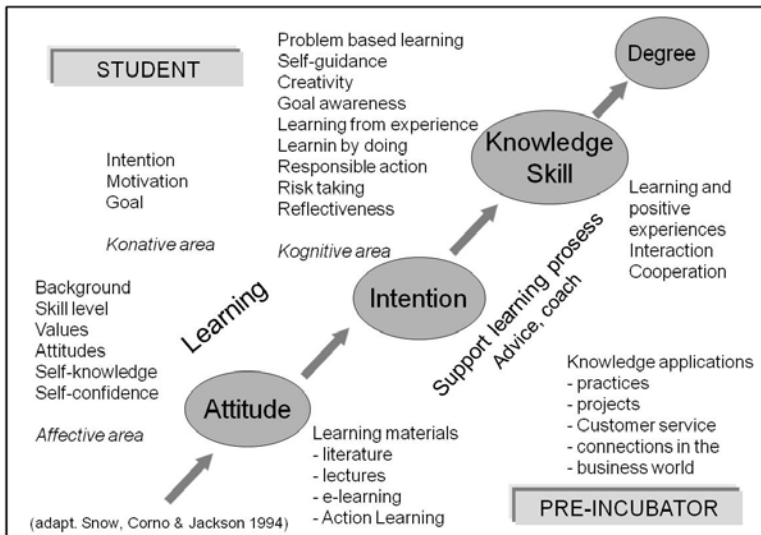 STUDENT
Problem based learning
Self-guidance
Creativity
Goal awareness
Learning from experience
Learnin by doing
Responsible action
Risk taking
Reflectiveness
Kognitive area
Degree
Knowledge
Skill
Intention
Motivation
Goal
Konative area
Learning and
positive
experiences
Interaction
Cooperation
Background
Skill level
Values
Attitudes
Self-knowledge
Self-confidence
Affective area
Learning
Intention
Support learning prosess
Advice, coach
Attitude
Learning materials
- literature
- lectures
- e-learning
- Action Learning
Knowledge applications
- practices
- projects
- Customer service
- connections in the
- business world
(adapt. Snow, Corno & Jackson 1994)
PRE-INCUBATOR